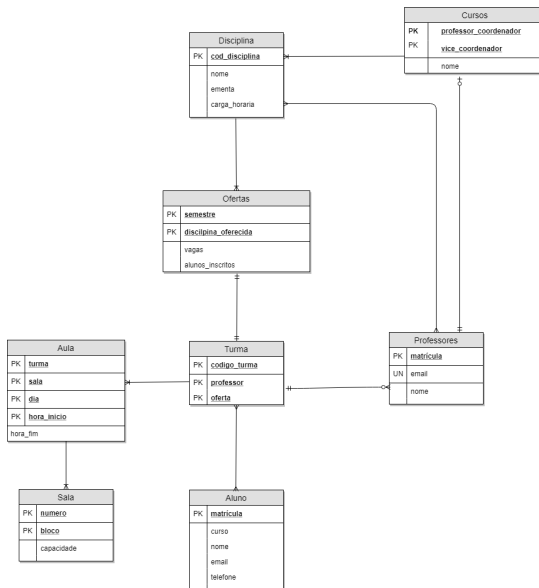 Cursos
PK professor_coordenador
PK vice_coordenador
nome
Disciplina
PK cod_disciplina
nome
ementa
carga_horaria
Ofertas
PK semestre
PK discilpina_oferecida
vagas
alunos_inscritos
Aula
PK turma
PK sala
PK dia
PK hora_inicio
hora_fim
Turma
PK codigo_turma
PK professor
PK oferta
Professores
PK matrícula
UN email
nome
Sala
PK numero
PK bloco
capacidade
Aluno
PK matrícula
curso
nome
email
telefone